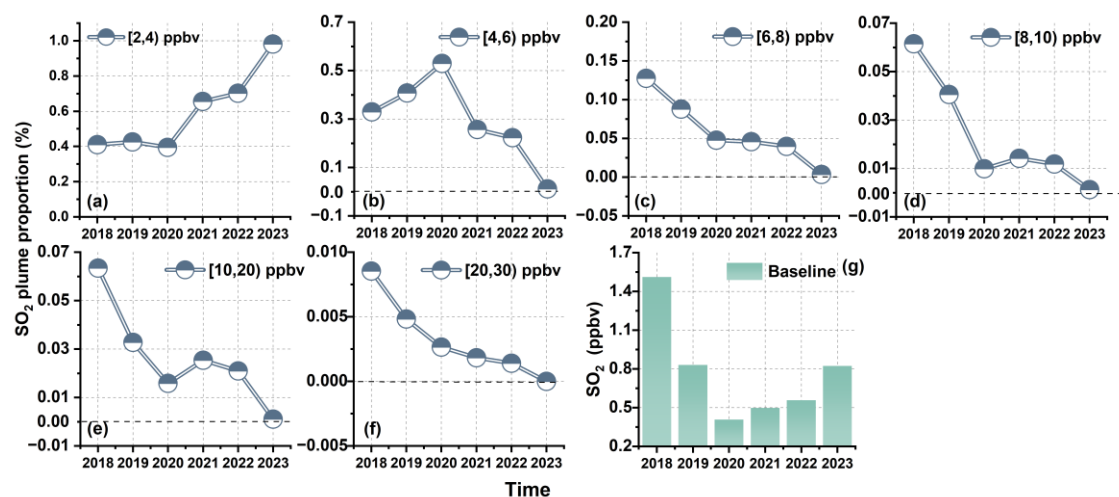 SO2 plume proportion (%)
[2,4) ppbv
1.0
0.8
0.6
0.4
0.2
0.0
(a)
2018 2019 2020 2021 2022 2023
[4,6) ppbv
0.7
0.5
0.3
0.1
0.0
−0.1
(b)
2018 2019 2020 2021 2022 2023
[6,8) ppbv
0.20
0.15
0.10
0.05
0.00
−0.05
(c)
2018 2019 2020 2021 2022 2023
[8,10) ppbv
0.07
0.06
0.04
0.03
0.01
0.00
−0.01
(d)
2018 2019 2020 2021 2022 2023
[10,20) ppbv
0.07
0.06
0.04
0.03
0.01
0.00
−0.01
(e)
2018 2019 2020 2021 2022 2023
[20,30) ppbv
0.010
0.005
0.000
−0.005
(f)
2018 2019 2020 2021 2022 2023
Baseline (g)
SO2 (ppbv)
1.7
1.4
1.1
0.8
0.5
0.2
2018 2019 2020 2021 2022 2023
Time